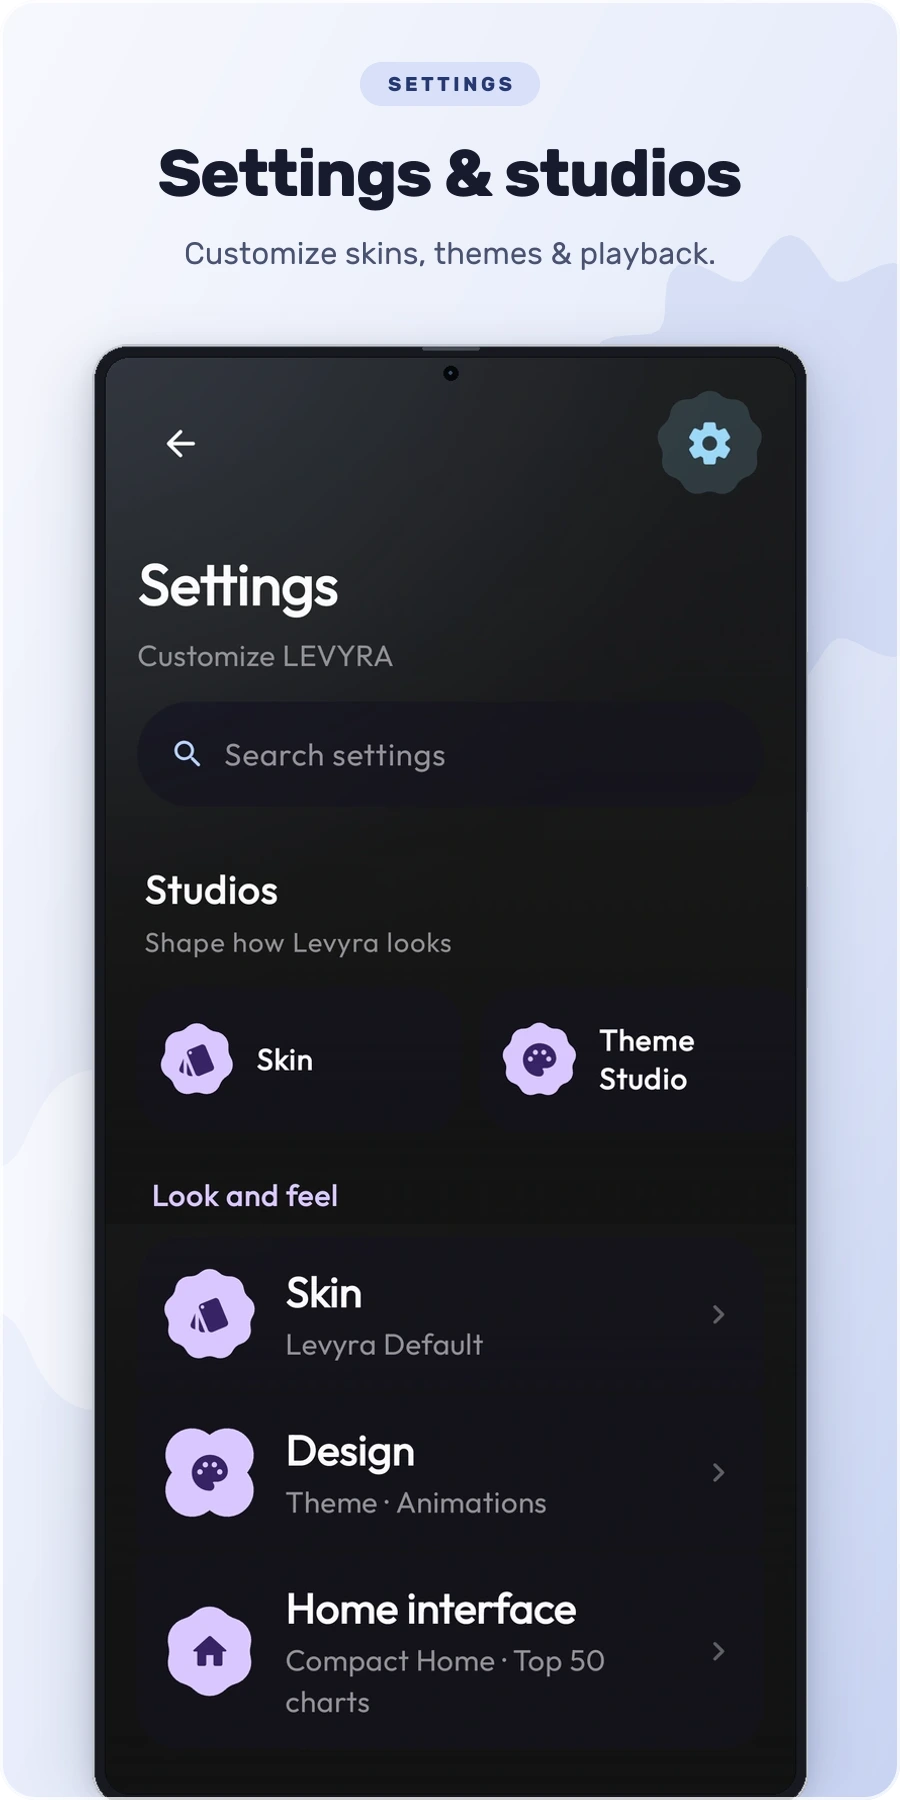 SETTINGS
Settings & studios
Customize skins, themes & playback.
Settings
Customize LEVYRA
Search settings
Studios
Shape how Levyra looks
Skin
Theme
Studio
Look and feel
Skin
Levyra Default
Design
Theme · Animations
Home interface
Compact Home · Top 50
charts